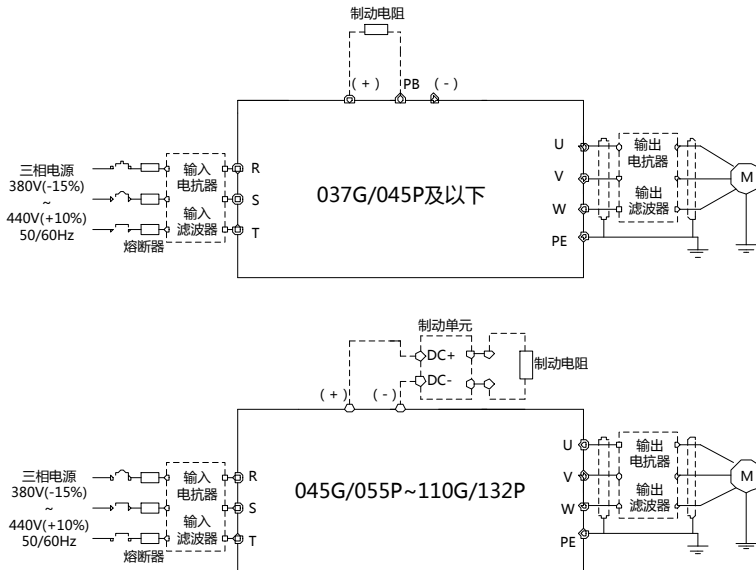 制动电阻
(+) PB (-)
三相电源
380V(-15%)
~
440V(+10%)
50/60Hz
熔断器
输入
电抗器
输入
滤波器
R
S
T
037G/045P及以下
U
V
W
PE
输出
电抗器
输出
滤波器
M
制动单元
DC+
DC-
制动电阻
(+) (-)
三相电源
380V(-15%)
~
440V(+10%)
50/60Hz
熔断器
输入
电抗器
输入
滤波器
R
S
T
045G/055P~110G/132P
U
V
W
PE
输出
电抗器
输出
滤波器
M